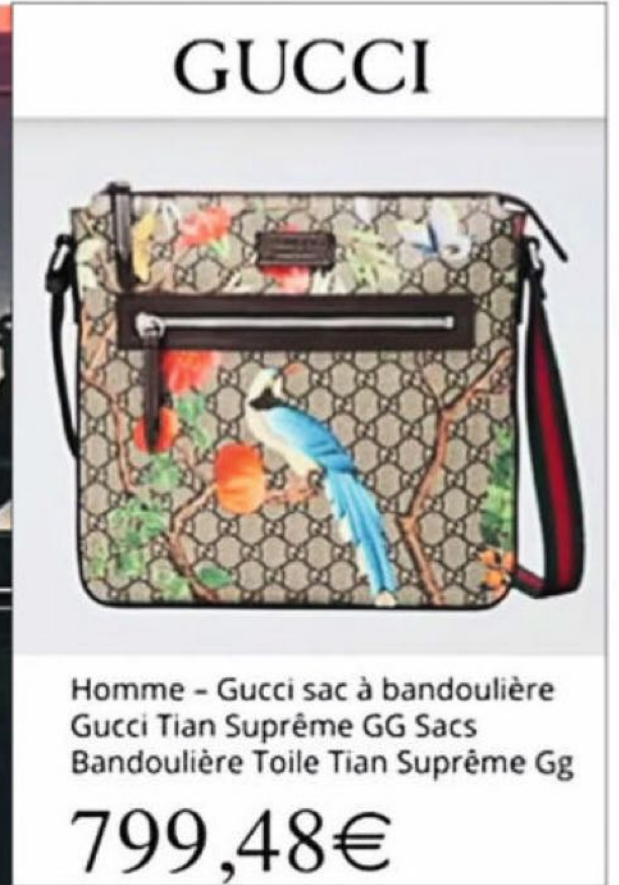 GUCCI
Homme – Gucci sac à bandoulière
Gucci Tian Suprême GG Sacs
Bandoulière Toile Tian Suprême Gg
799,48€